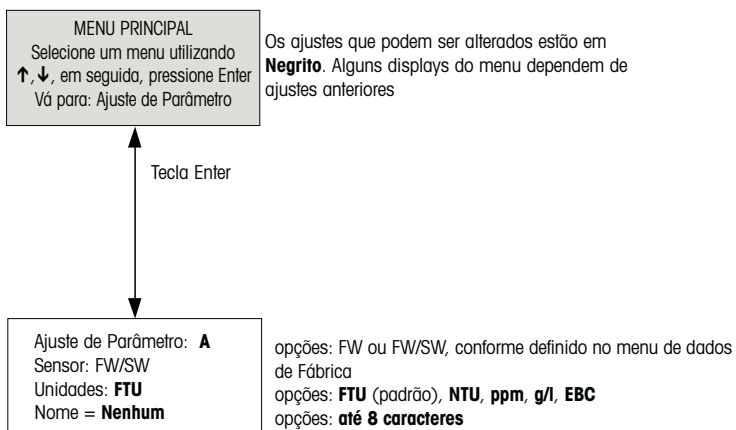 MENU PRINCIPAL
Selecione um menu utilizando
↑,↓, em seguida, pressione Enter
Vá para: Ajuste de Parâmetro
Os ajustes que podem ser alterados estão em
Negrito. Alguns displays do menu dependem de
ajustes anteriores
Tecla Enter
Ajuste de Parâmetro: A
Sensor: FW/SW
Unidades: FTU
Nome = Nenhum
opções: FW ou FW/SW, conforme definido no menu de dados
de Fábrica
opções: FTU (padrão), NTU, ppm, g/l, EBC
opções: até 8 caracteres